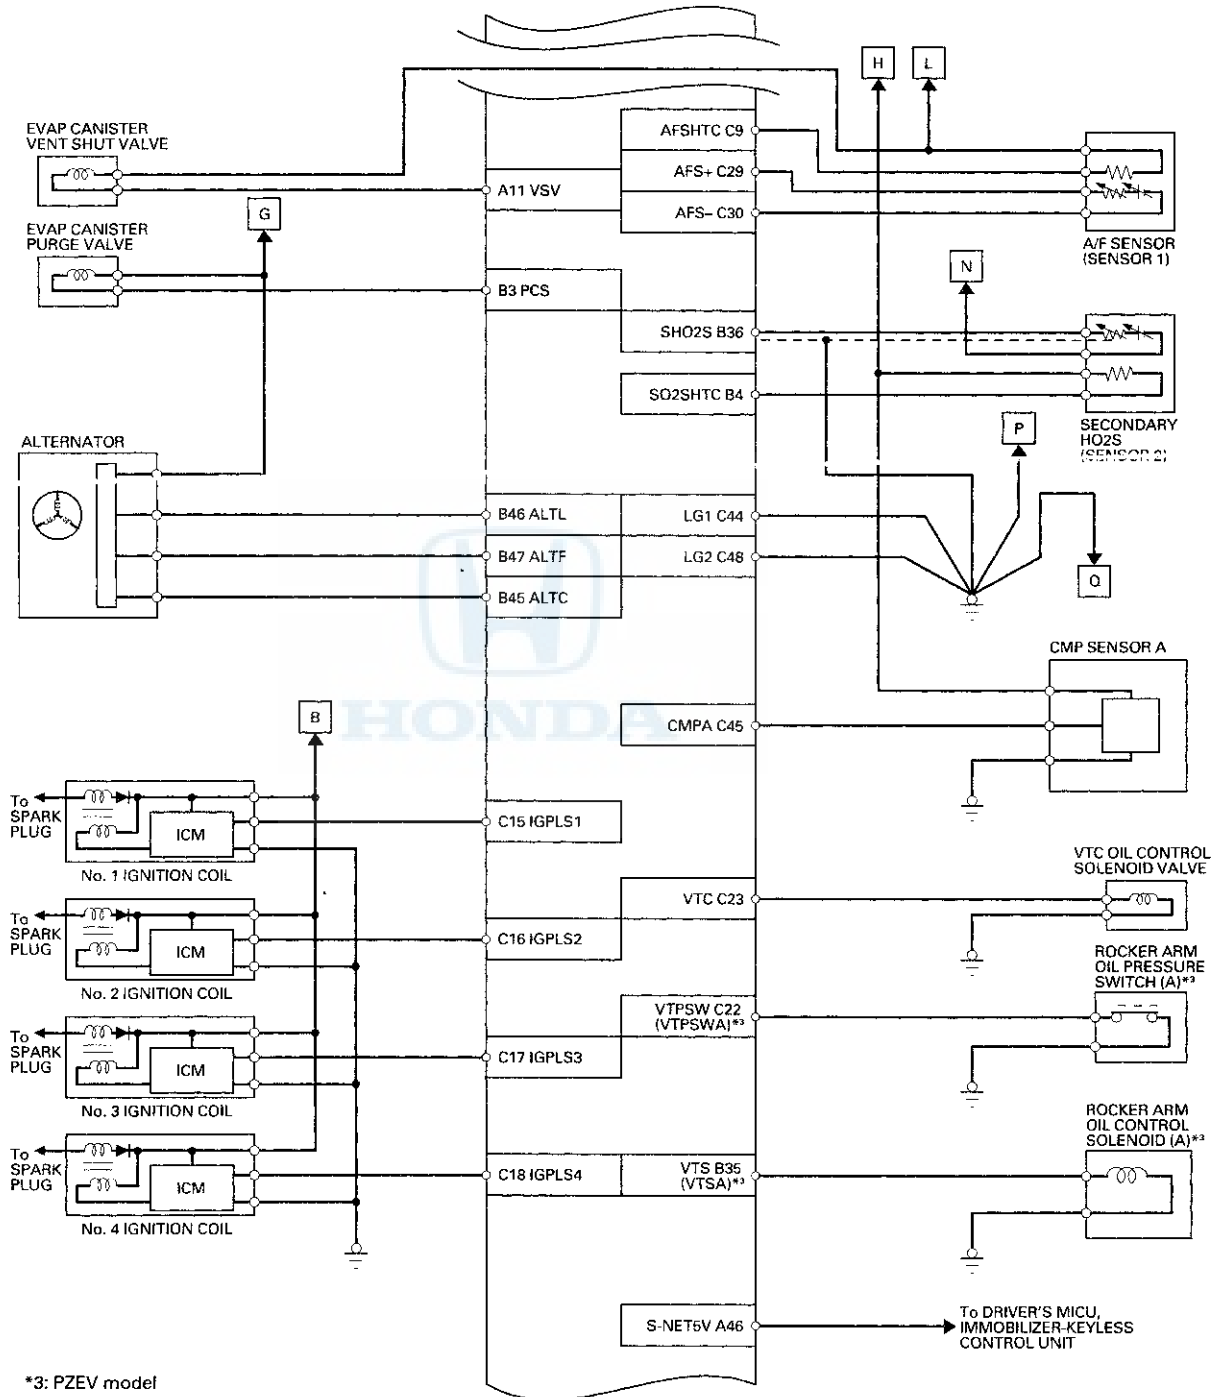 H
L
EVAP CANISTER
VENT SHUT VALVE
AFSHTC C9
AFS+ C29
A11 VSV
AFS– C30
A/F SENSOR
(SENSOR 1)
G
EVAP CANISTER
PURGE VALVE
N
B3 PCS
SHO2S B36
SO2SHTC B4
SECONDARY
HO2S
(SENSOR 2)
P
ALTERNATOR
B46 ALTL
LG1 C44
B47 ALTF
LG2 C48
Q
B45 ALTC
CMP SENSOR A
B
HONDA
CMPA C45
To
SPARK
PLUG
ICM
C15 IGPLS1
No. 1 IGNITION COIL
VTC OIL CONTROL
SOLENOID VALVE
VTC C23
To
SPARK
PLUG
ICM
C16 IGPLS2
No. 2 IGNITION COIL
ROCKER ARM
OIL PRESSURE
SWITCH (A)*3
VTPSW C22
(VTPSWA)*3
To
SPARK
PLUG
ICM
C17 IGPLS3
No. 3 IGNITION COIL
ROCKER ARM
OIL CONTROL
SOLENOID (A)*3
To
SPARK
PLUG
ICM
C18 IGPLS4
VTS B35
(VTSA)*3
No. 4 IGNITION COIL
S-NET5V A46
To DRIVER'S MICU,
IMMOBILIZER-KEYLESS
CONTROL UNIT
*3: PZEV model